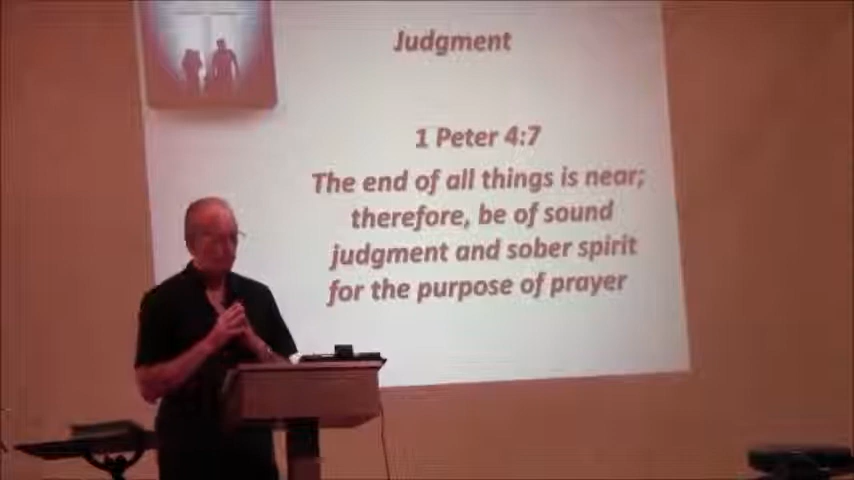 Judgment
1 Peter 4:7
The end of all things is near;
therefore, be of sound
judgment and sober spirit
for the purpose of prayer